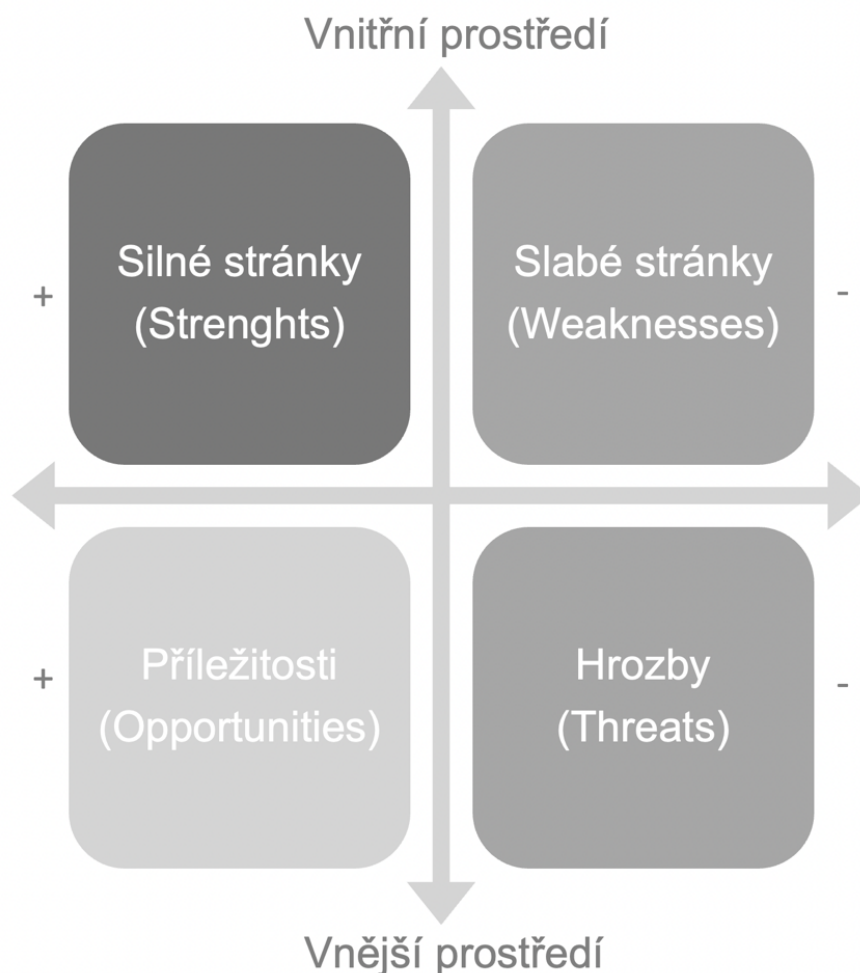 Vnitřní prostředí
Silné stránky
(Strenghts)
Slabé stránky
(Weaknesses)
+
-
Příležitosti
(Opportunities)
Hrozby
(Threats)
+
-
Vnější prostředí